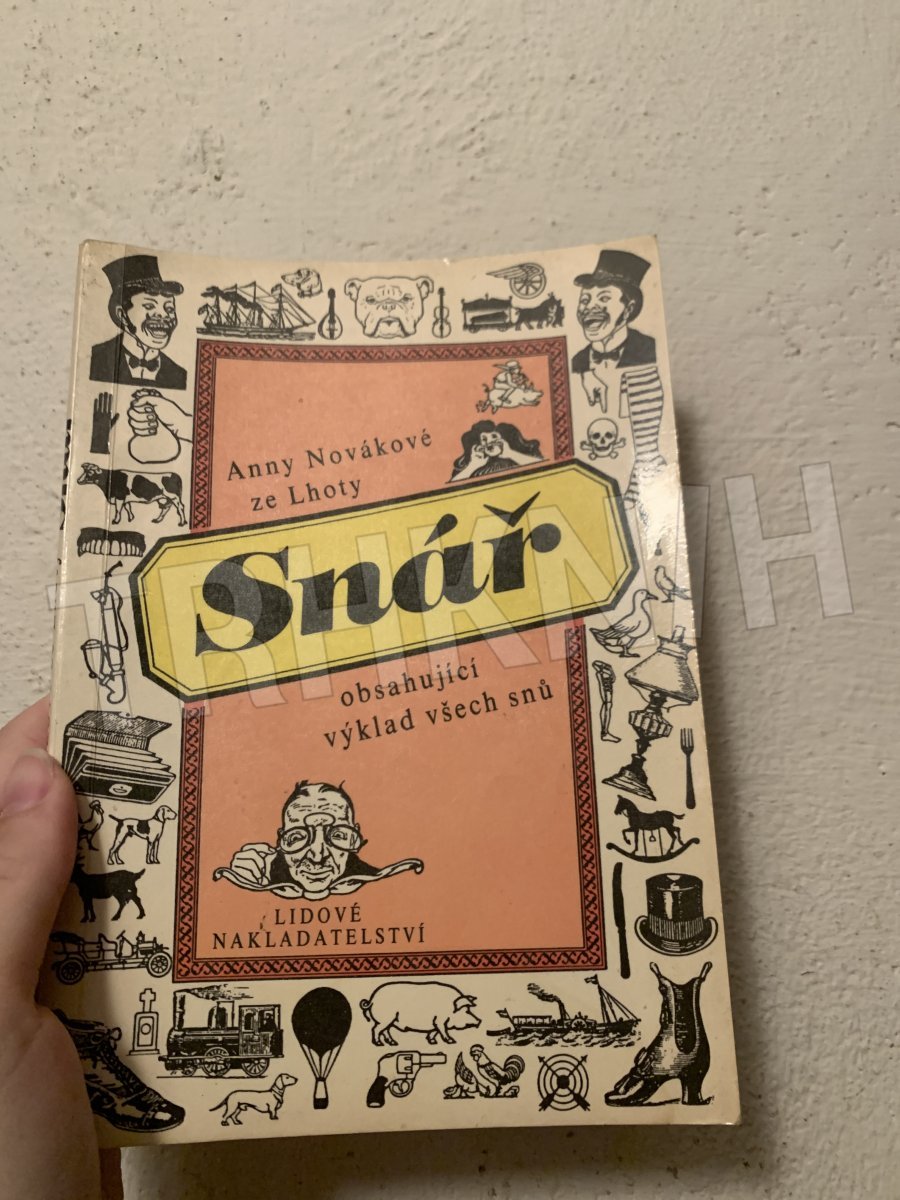 Anny Novákové
ze Lhoty
Snář
obsahující
výklad všech snů
LIDOVÉ
NAKLADATELSTVÍ